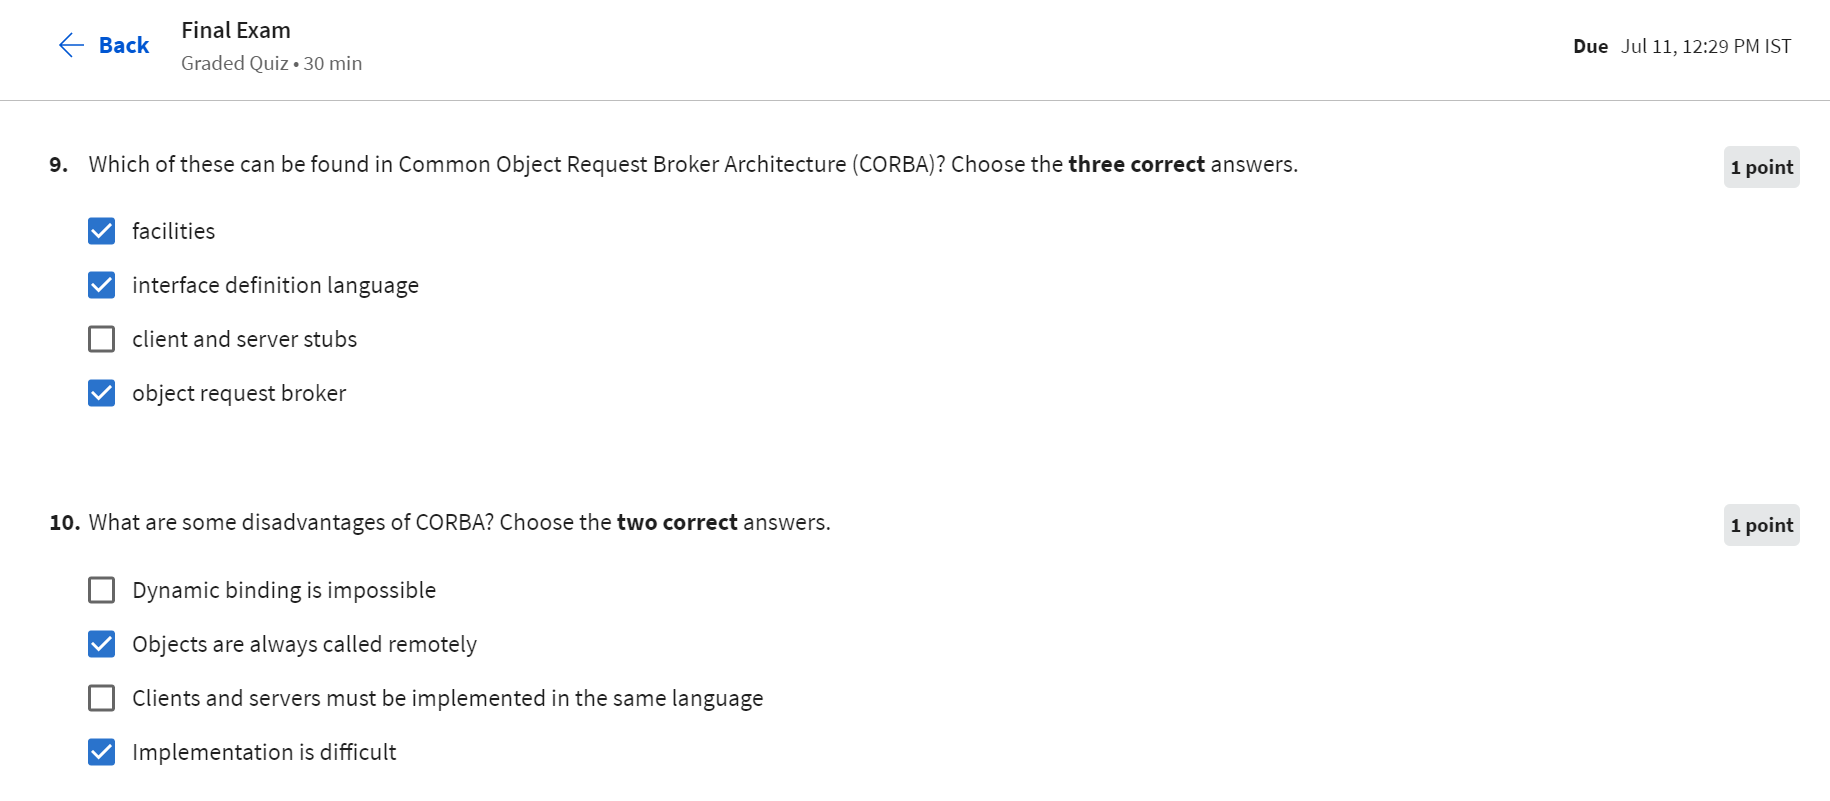 Back
Final Exam
Graded Quiz • 30 min
Due Jul 11, 12:29 PM IST
9. Which of these can be found in Common Object Request Broker Architecture (CORBA)? Choose the three correct answers.
1 point
facilities
interface definition language
client and server stubs
object request broker
10. What are some disadvantages of CORBA? Choose the two correct answers.
1 point
Dynamic binding is impossible
Objects are always called remotely
Clients and servers must be implemented in the same language
Implementation is difficult